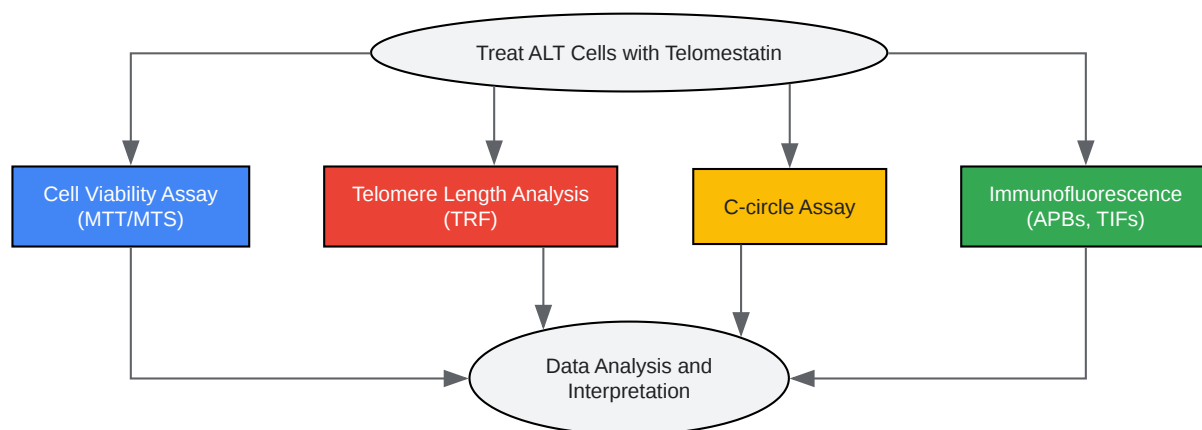 Treat ALT Cells with Telomestatin
Cell Viability Assay
(MTT/MTS)
Telomere Length Analysis
(TRF)
C-circle Assay
Immunofluorescence
(APBs, TIFs)
Data Analysis and
Interpretation